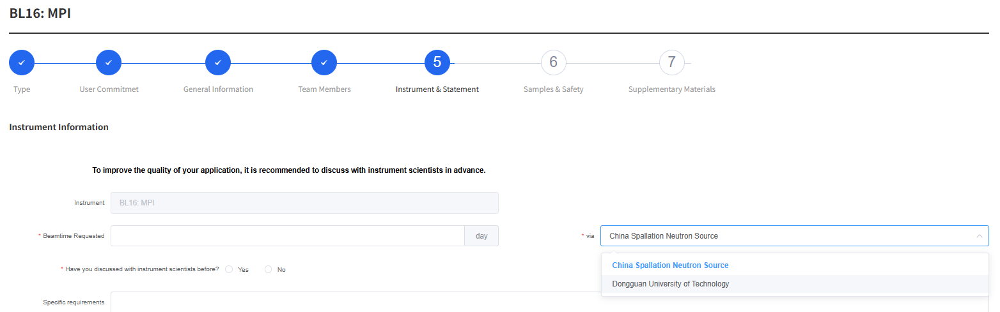 BL16: MPI
5
6
7
Type
User Commitmet
General Information
Team Members
Instrument & Statement
Samples & Safety
Supplementary Materials
Instrument Information
To improve the quality of your application, it is recommended to discuss with instrument scientists in advance.
Instrument
BL16: MPI
* Beamtime Requested
day
* via
China Spallation Neutron Source
China Spallation Neutron Source
Dongguan University of Technology
* Have you discussed with instrument scientists before?
Yes
No
Specific requirements